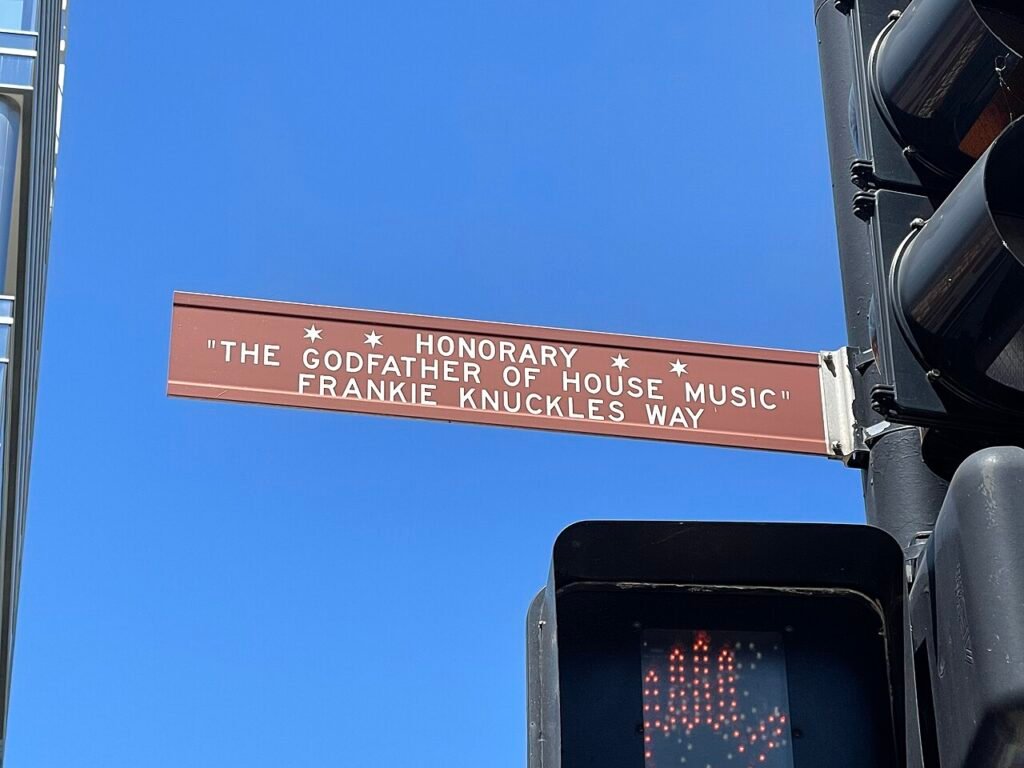 HONORARY
"THE GODFATHER OF HOUSE MUSIC"
FRANKIE KNUCKLES WAY